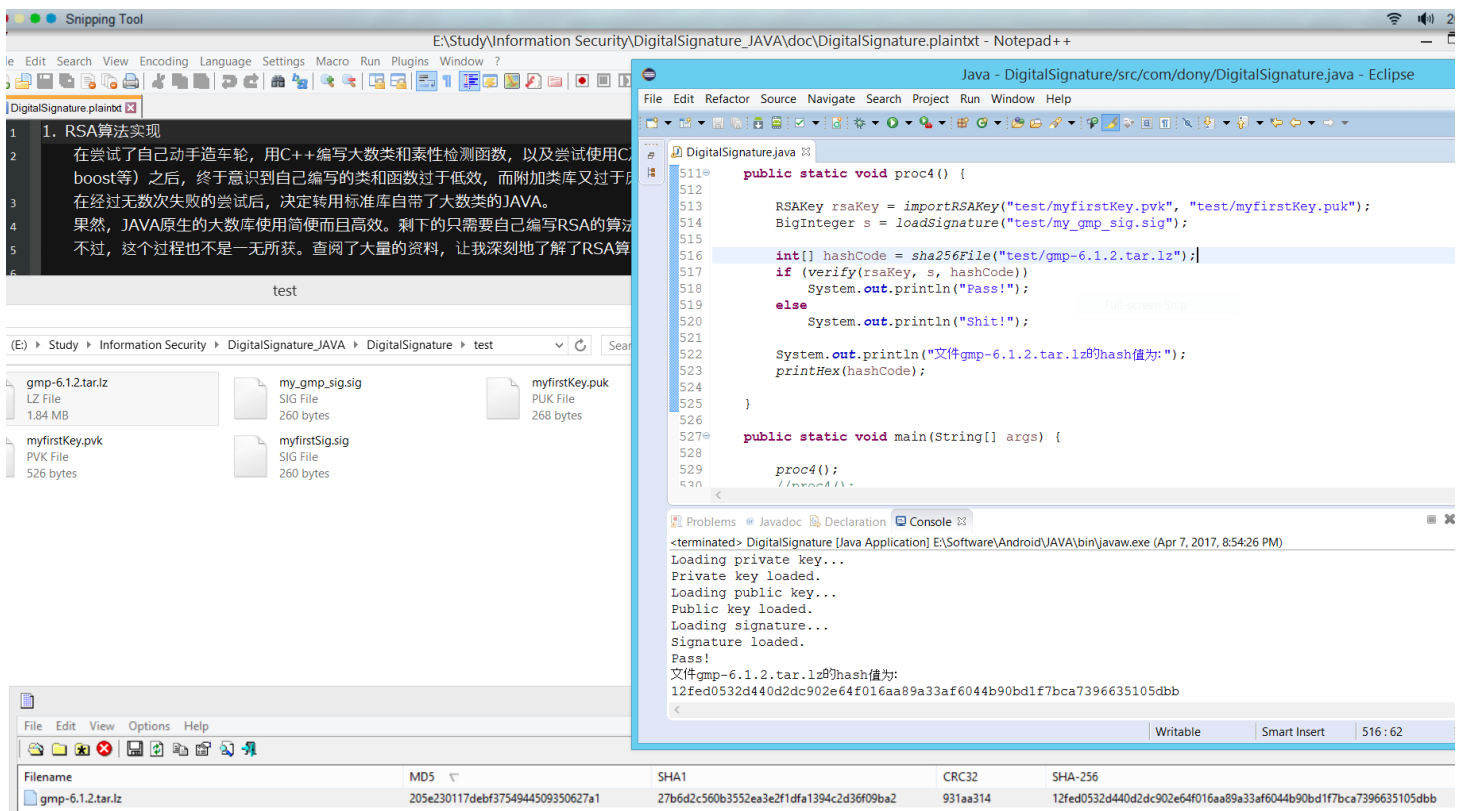 Snipping Tool
E:\Study\Information Security\DigitalSignature_JAVA\doc\DigitalSignature.plaintxt - Notepad++
Edit Search View Encoding Language Settings Macro Run Plugins Window ?
DigitalSignature.plaintxt
1 1. RSA算法实现
2 在尝试了自己动手造车轮，用C++编写大数类和素性检测函数，以及尝试使用C
boost等）之后，终于意识到自己编写的类和函数过于低效，而附加类库又过于
3 在经过无数次失败的尝试后，决定转用标准库自带了大数类的JAVA。
4 果然，JAVA原生的大数库使用简便而且高效。剩下的只需要自己编写RSA的算法
5 不过，这个过程也不是一无所获。查阅了大量的资料，让我深刻地了解了RSA算
6
test
(E:) Study Information Security DigitalSignature_JAVA DigitalSignature test
gmp-6.1.2.tar.lz
LZ File
1.84 MB
my_gmp_sig.sig
SIG File
260 bytes
myfirstKey.puk
PUK File
268 bytes
myfirstKey.pvk
PVK File
526 bytes
myfirstSig.sig
SIG File
260 bytes
Java - DigitalSignature/src/com/dony/DigitalSignature.java - Eclipse
File Edit Refactor Source Navigate Search Project Run Window Help
DigitalSignature.java
511 public static void proc4() {
512
513 RSAKey rsaKey = importRSAKey("test/myfirstKey.pvk", "test/myfirstKey.puk");
514 BigInteger s = loadSignature("test/my_gmp_sig.sig");
515
516 int[] hashCode = sha256File("test/gmp-6.1.2.tar.lz");
517 if (verify(rsaKey, s, hashCode))
518 System.out.println("Pass!");
519 else
520 System.out.println("Shit!");
521
522 System.out.println("文件gmp-6.1.2.tar.lz的hash值为:");
523 printHex(hashCode);
524
525 }
526
527 public static void main(String[] args) {
528
529 proc4();
530 //proc4();
Problems Javadoc Declaration Console
<terminated> DigitalSignature [Java Application] E:\Software\Android\JAVA\bin\javaw.exe (Apr 7, 2017, 8:54:26 PM)
Loading private key...
Private key loaded.
Loading public key...
Public key loaded.
Loading signature...
Signature loaded.
Pass!
文件gmp-6.1.2.tar.lz的hash值为:
12fed0532d440d2dc902e64f016aa89a33af6044b90bd1f7bca7396635105dbb
Writable Smart Insert 516 : 62
File Edit View Options Help
Filename MD5 SHA1 CRC32 SHA-256
gmp-6.1.2.tar.lz 205e230117debf3754944509350627a1 27b6d2c560b3552ea3e2f1dfa1394c2d36f09ba2 931aa314 12fed0532d440d2dc902e64f016aa89a33af6044b90bd1f7bca7396635105dbb